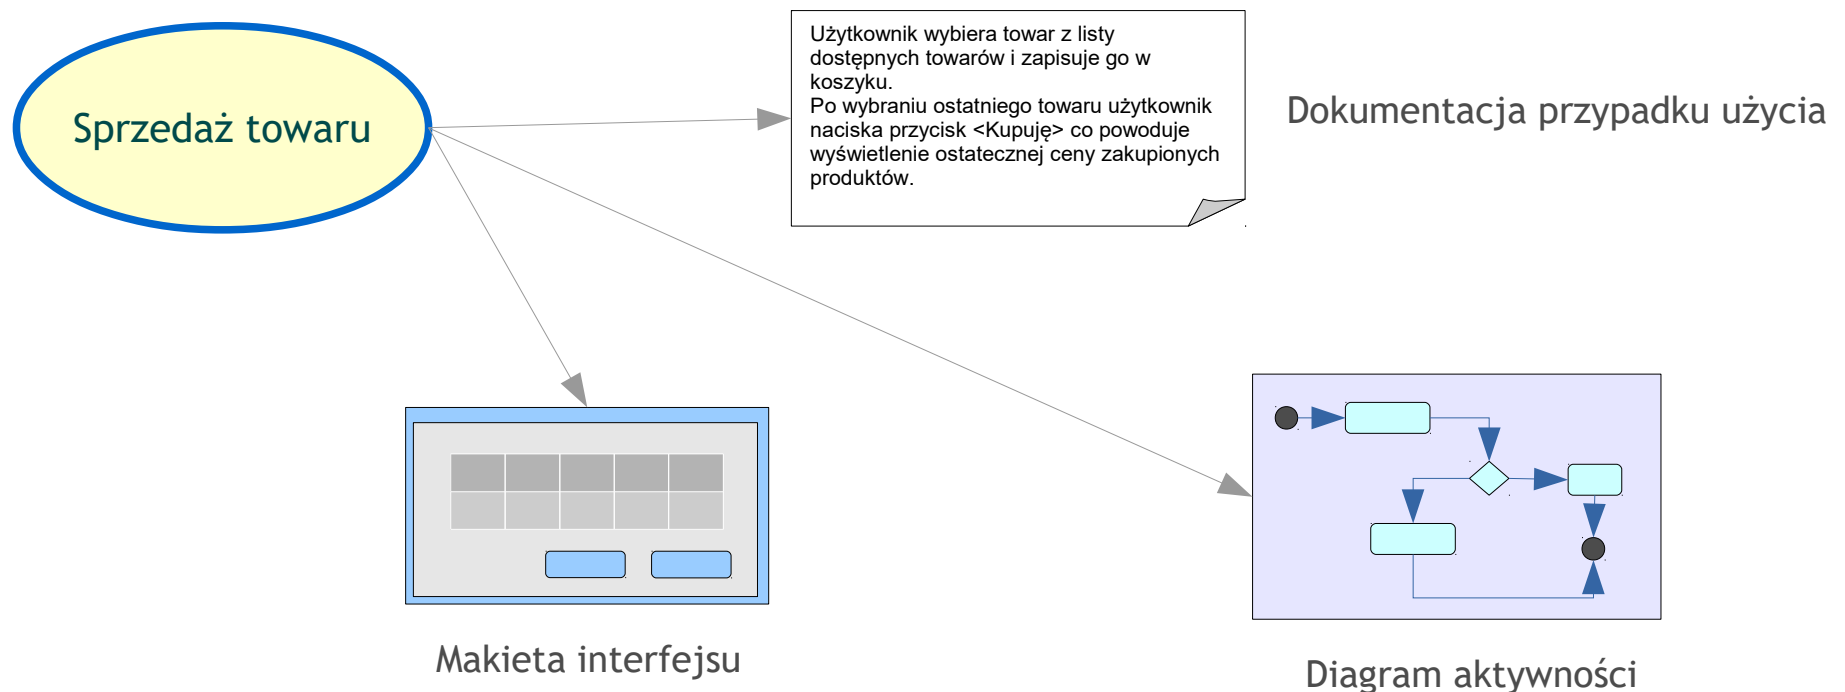 Sprzedaż towaru
Użytkownik wybiera towar z listy
dostępnych towarów i zapisuje go w
koszyku.
Po wybraniu ostatniego towaru użytkownik
naciska przycisk <Kupuję> co powoduje
wyświetlenie ostatecznej ceny zakupionych
produktów.
Dokumentacja przypadku użycia
Makieta interfejsu
Diagram aktywności